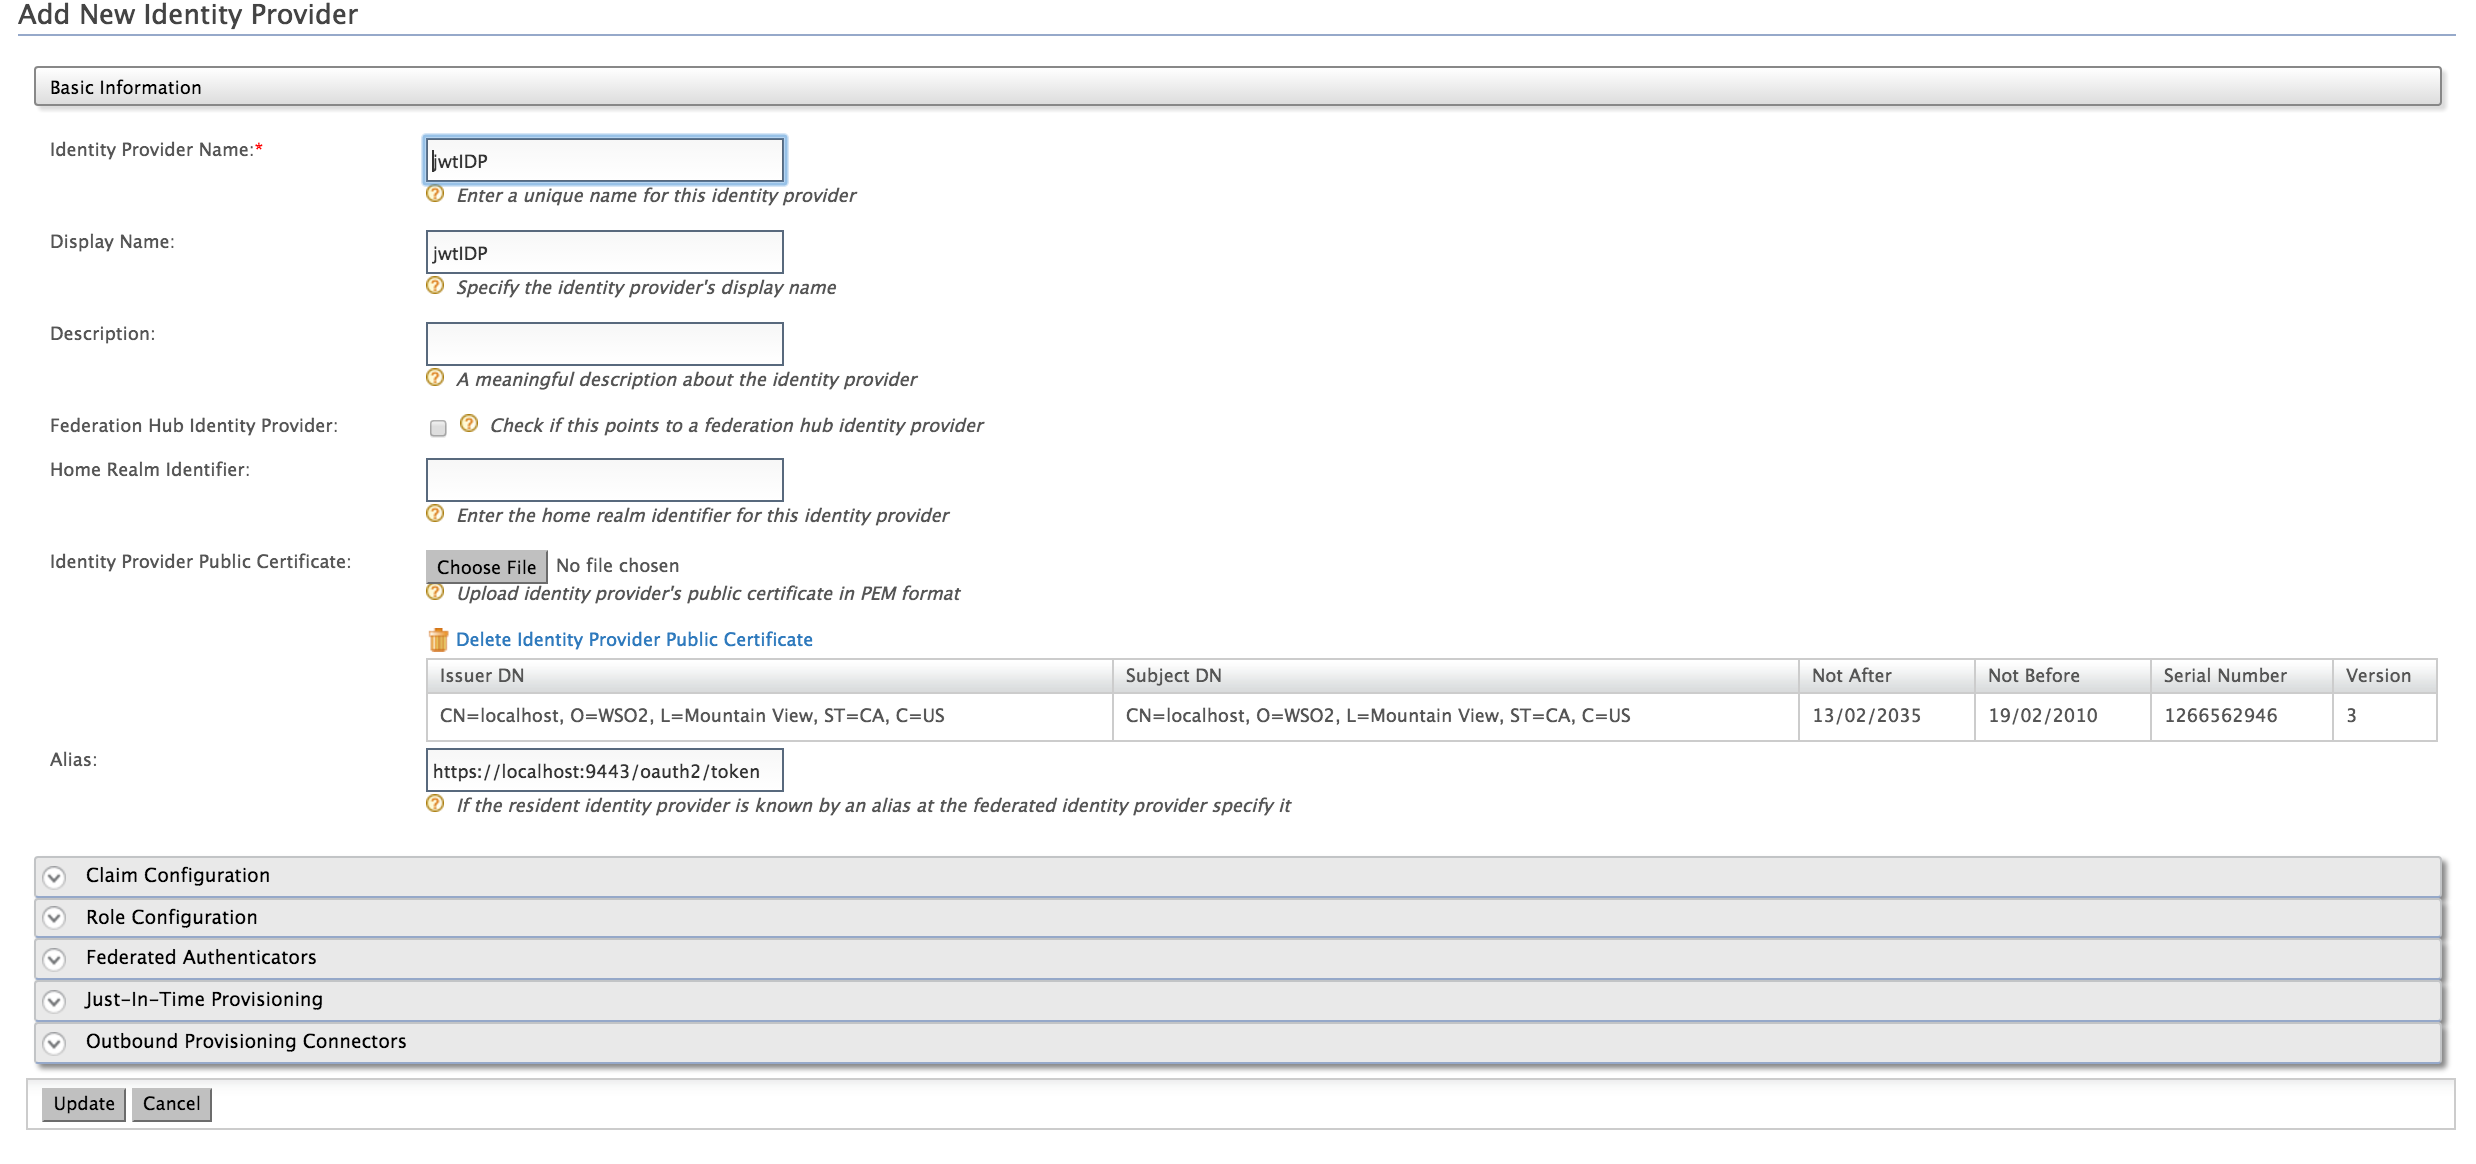 Add New Identity Provider
Basic Information
Identity Provider Name:*
jwtIDP
Enter a unique name for this identity provider
Display Name:
jwtIDP
Specify the identity provider's display name
Description:
A meaningful description about the identity provider
Federation Hub Identity Provider:
Check if this points to a federation hub identity provider
Home Realm Identifier:
Enter the home realm identifier for this identity provider
Identity Provider Public Certificate:
Choose File No file chosen
Upload identity provider's public certificate in PEM format
Delete Identity Provider Public Certificate
Issuer DN Subject DN Not After Not Before Serial Number Version
CN=localhost, O=WSO2, L=Mountain View, ST=CA, C=US CN=localhost, O=WSO2, L=Mountain View, ST=CA, C=US 13/02/2035 19/02/2010 1266562946 3
Alias:
https://localhost:9443/oauth2/token
If the resident identity provider is known by an alias at the federated identity provider specify it
Claim Configuration
Role Configuration
Federated Authenticators
Just-In-Time Provisioning
Outbound Provisioning Connectors
Update Cancel